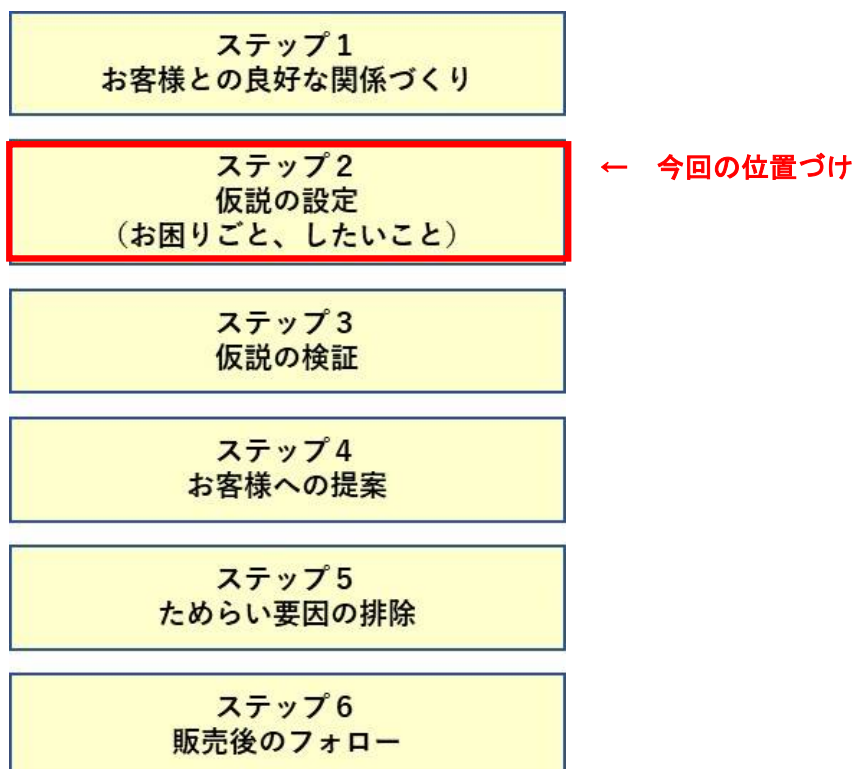 ステップ1
お客様との良好な関係づくり
ステップ2
仮説の設定
（お困りごと、したいこと）
← 今回の位置づけ
ステップ3
仮説の検証
ステップ4
お客様への提案
ステップ5
ためらい要因の排除
ステップ6
販売後のフォロー